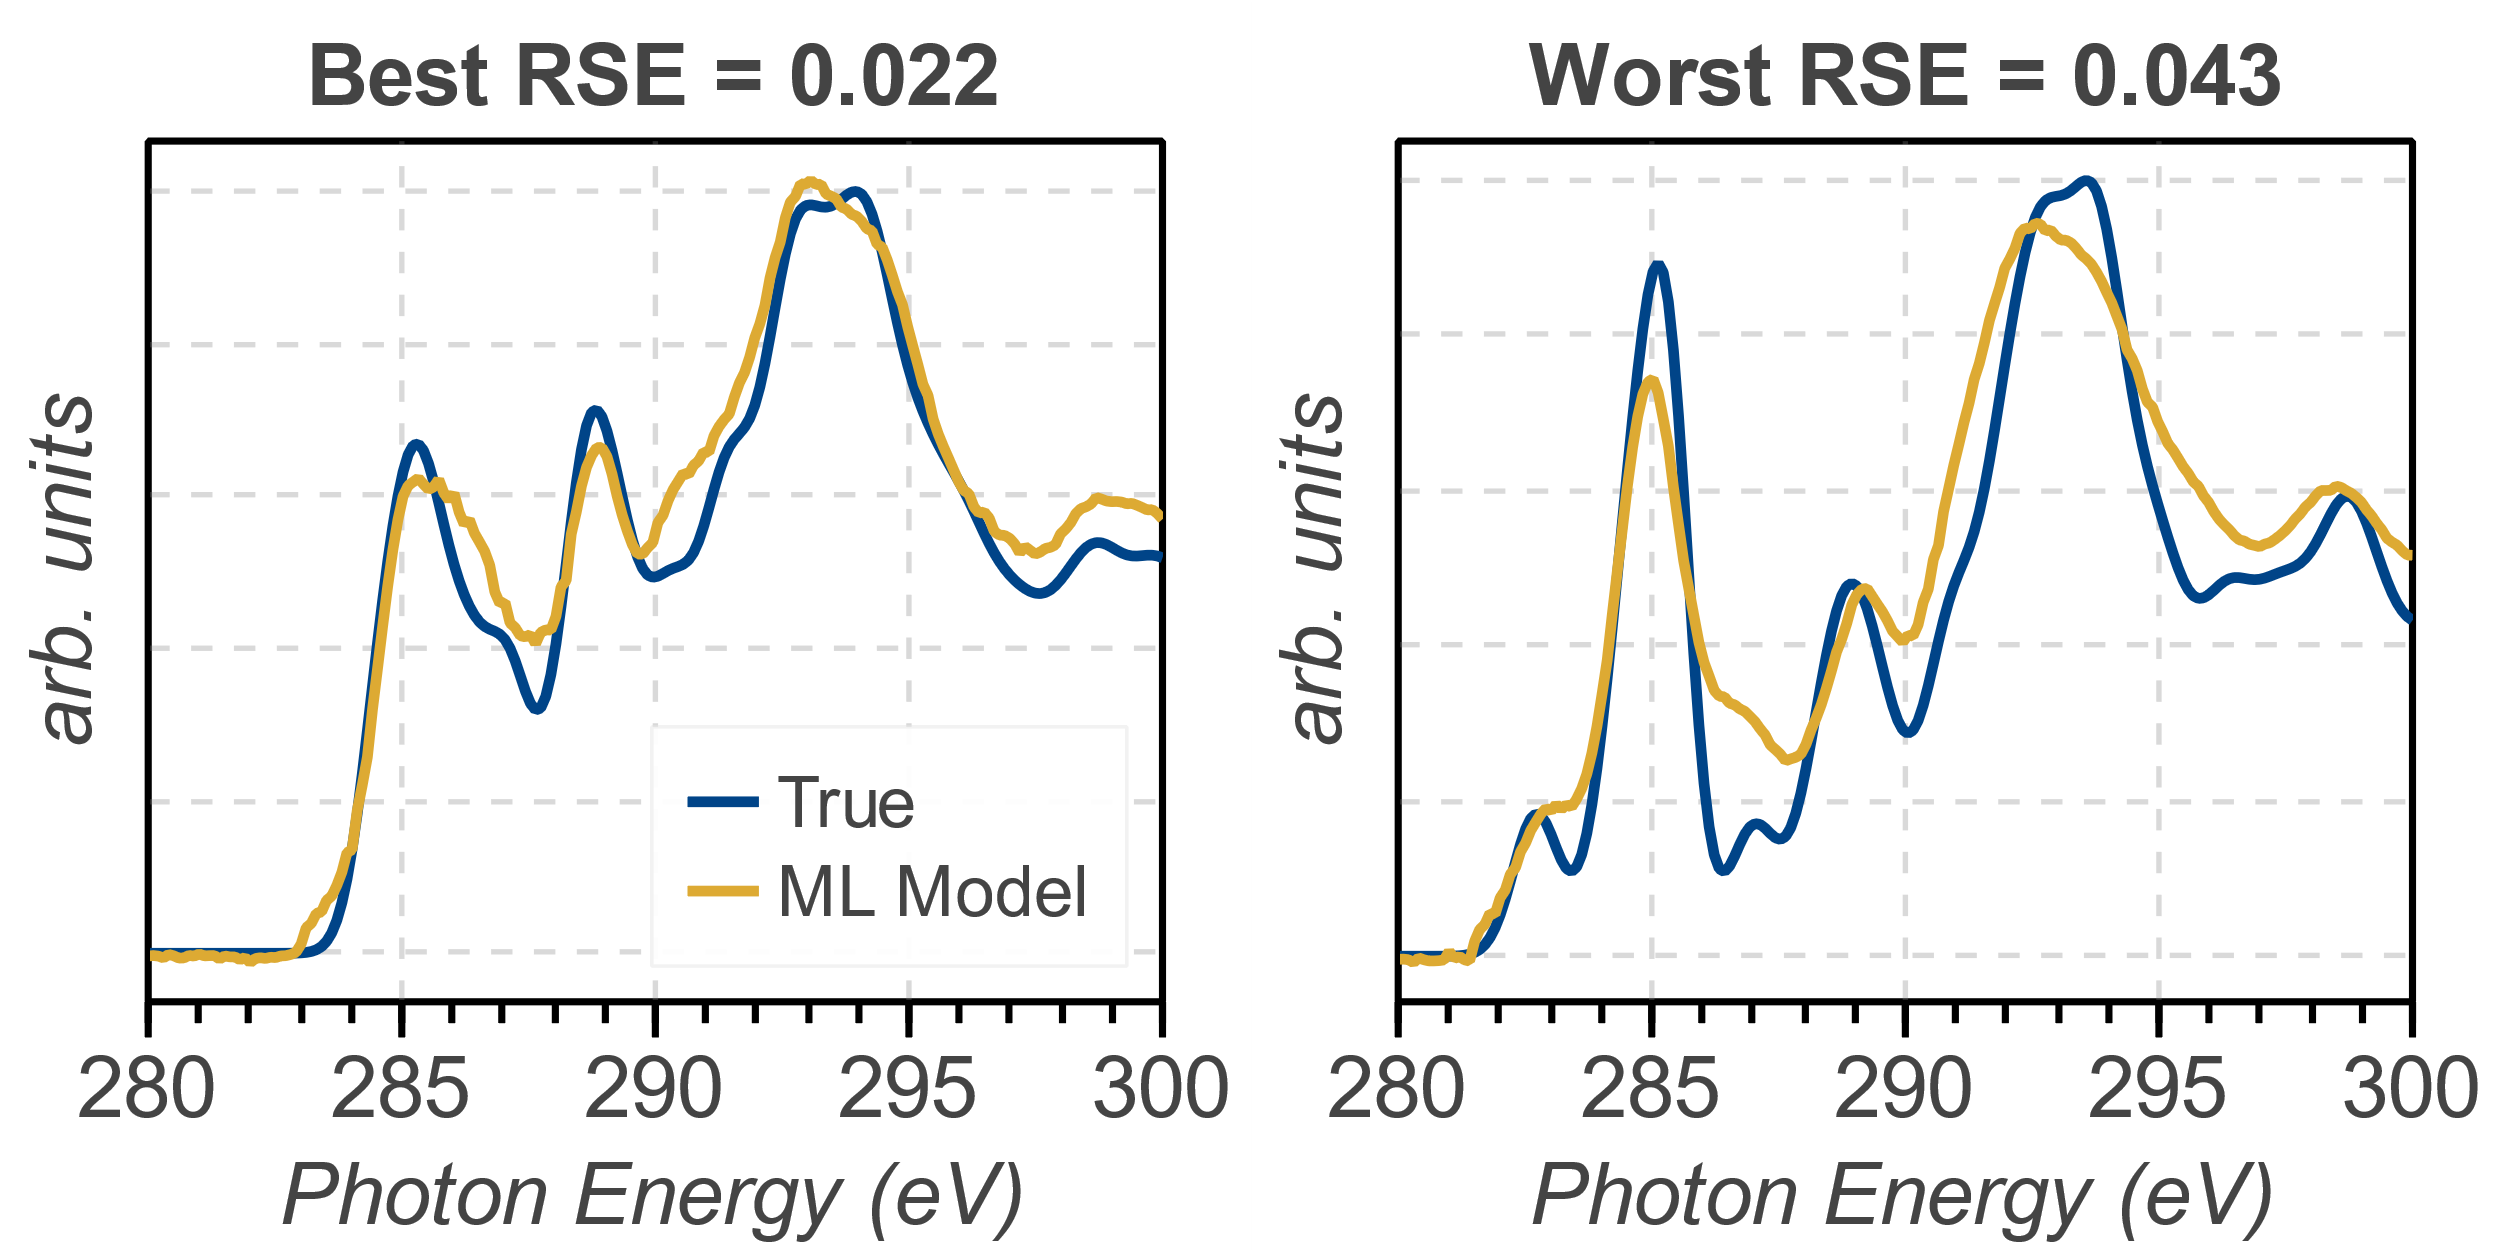 Best RSE = 0.022
arb. units
True
ML Model
280 285 290 295 300
Photon Energy (eV)
Worst RSE = 0.043
arb. units
280 285 290 295 300
Photon Energy (eV)